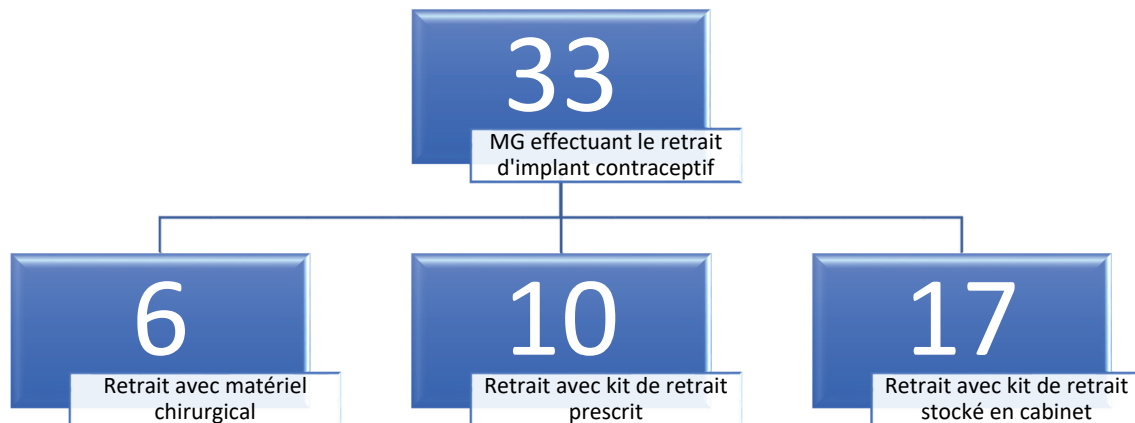 33
MG effectuant le retrait
d'implant contraceptif
6
Retrait avec matériel
chirurgical
10
Retrait avec kit de retrait
prescrit
17
Retrait avec kit de retrait
stocké en cabinet